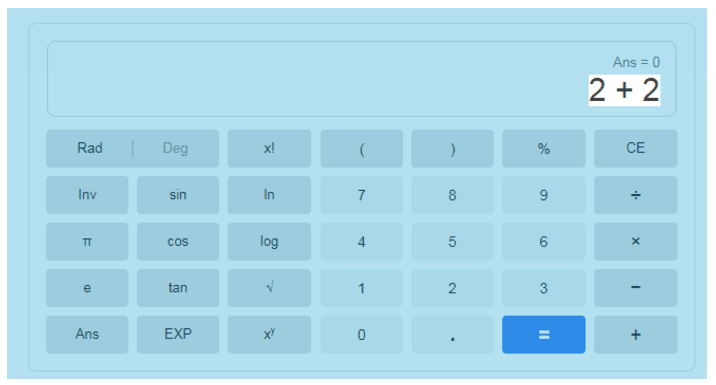 Ans = 0
2 + 2
Rad | Deg x! ( ) % CE
Inv sin ln 7 8 9 ÷
π cos log 4 5 6 ×
e tan √ 1 2 3 −
Ans EXP xʸ 0 . = +